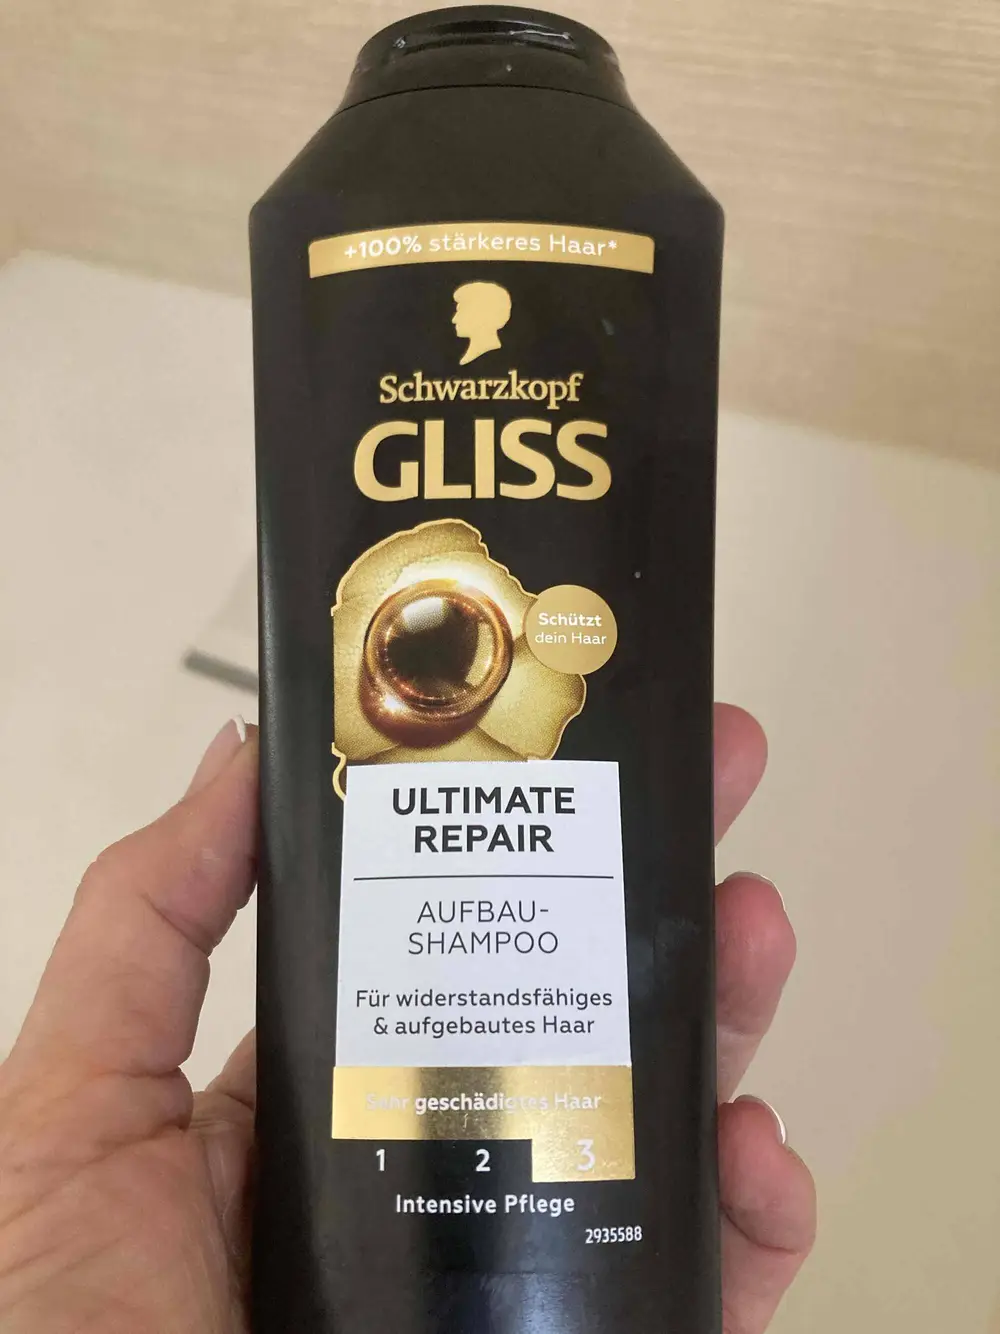 +100% stärkeres Haar*
Schwarzkopf
GLISS
Schützt
dein Haar
ULTIMATE
REPAIR
AUFBAU-
SHAMPOO
Für widerstandsfähiges
& aufgebautes Haar
Sehr geschädigtes Haar
1 2 3
Intensive Pflege
2935588